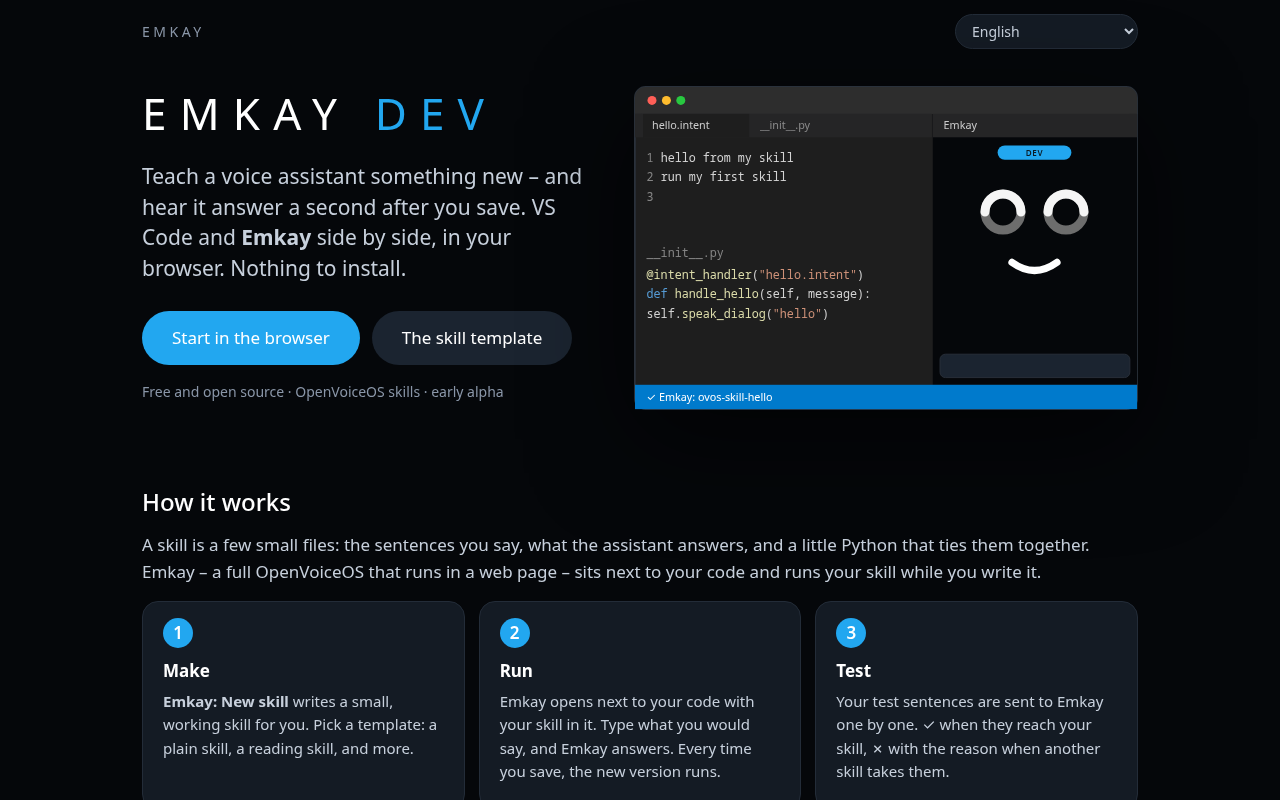 EMKAY
English
EMKAY DEV
Teach a voice assistant something new – and
hear it answer a second after you save. VS
Code and Emkay side by side, in your
browser. Nothing to install.
Start in the browser
The skill template
Free and open source · OpenVoiceOS skills · early alpha
hello.intent
__init__.py
Emkay
1 hello from my skill
2 run my first skill
3
__init__.py
@intent_handler("hello.intent")
def handle_hello(self, message):
self.speak_dialog("hello")
DEV
✓ Emkay: ovos-skill-hello
How it works
A skill is a few small files: the sentences you say, what the assistant answers, and a little Python that ties them together.
Emkay – a full OpenVoiceOS that runs in a web page – sits next to your code and runs your skill while you write it.
1
Make
Emkay: New skill writes a small,
working skill for you. Pick a template: a
plain skill, a reading skill, and more.
2
Run
Emkay opens next to your code with
your skill in it. Type what you would
say, and Emkay answers. Every time
you save, the new version runs.
3
Test
Your test sentences are sent to Emkay
one by one. ✓ when they reach your
skill, ✕ with the reason when another
skill takes them.